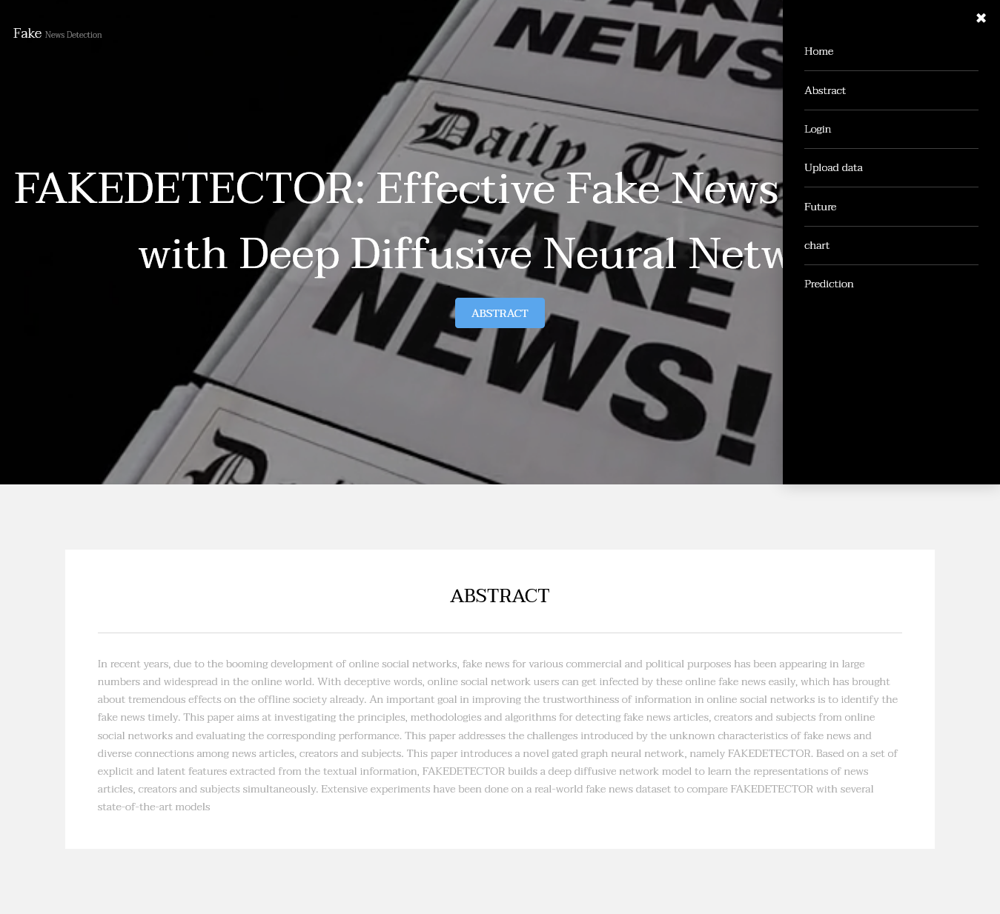 Fake News Detection
Home
Abstract
Login
Upload data
Future
chart
Prediction
NEWS!
Daily Times
FAKEDETECTOR: Effective Fake News
with Deep Diffusive Neural Netw
FAKE
NEWS!
ABSTRACT
ABSTRACT
In recent years, due to the booming development of online social networks, fake news for various commercial and political purposes has been appearing in large
numbers and widespread in the online world. With deceptive words, online social network users can get infected by these online fake news easily, which has brought
about tremendous effects on the offline society already. An important goal in improving the trustworthiness of information in online social networks is to identify the
fake news timely. This paper aims at investigating the principles, methodologies and algorithms for detecting fake news articles, creators and subjects from online
social networks and evaluating the corresponding performance. This paper addresses the challenges introduced by the unknown characteristics of fake news and
diverse connections among news articles, creators and subjects. This paper introduces a novel gated graph neural network, namely FAKEDETECTOR. Based on a set of
explicit and latent features extracted from the textual information, FAKEDETECTOR builds a deep diffusive network model to learn the representations of news
articles, creators and subjects simultaneously. Extensive experiments have been done on a real-world fake news dataset to compare FAKEDETECTOR with several
state-of-the-art models